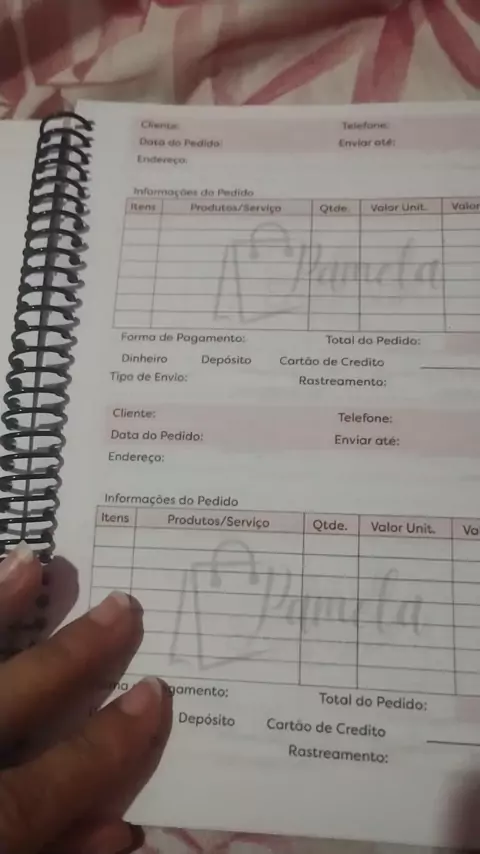 Cliente: Telefone:
Data do Pedido: Enviar até:
Endereço:
Informações do Pedido
Itens Produtos/Serviço Qtde. Valor Unit. Valor
Pamela
Forma de Pagamento: Total do Pedido:
Dinheiro Depósito Cartão de Credito
Tipo de Envio: Rastreamento:
Cliente: Telefone:
Data do Pedido: Enviar até:
Endereço:
Informações do Pedido
Itens Produtos/Serviço Qtde. Valor Unit. Va
Pamela
agamento: Total do Pedido:
Depósito Cartão de Credito
Rastreamento: